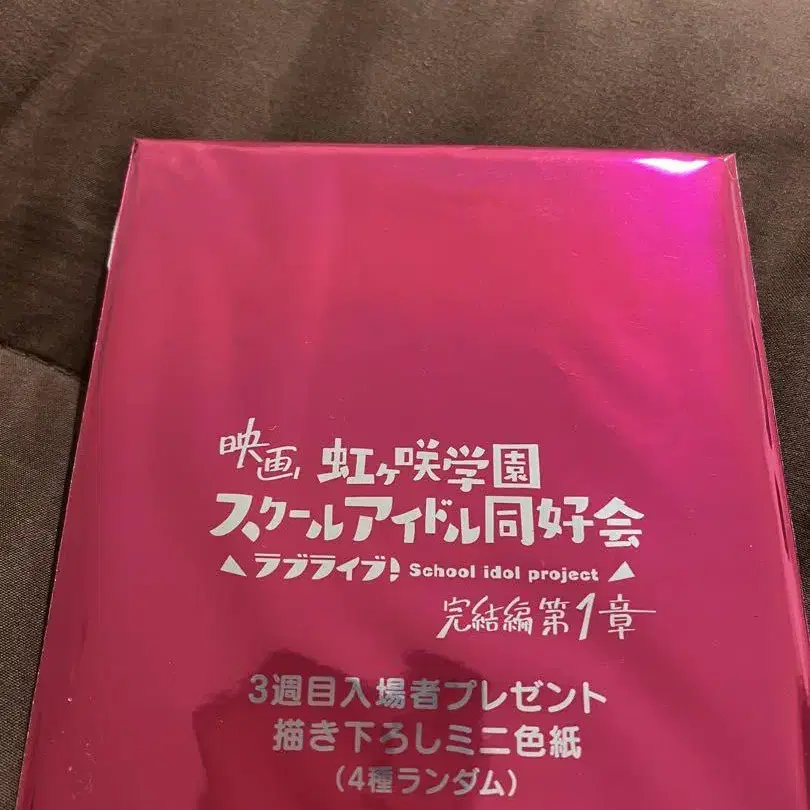 映画 虹ヶ咲学園
スクールアイドル同好会
ラブライブ! School idol project
完結編 第1章
3週目入場者プレゼント
描き下ろしミニ色紙
(4種ランダム)